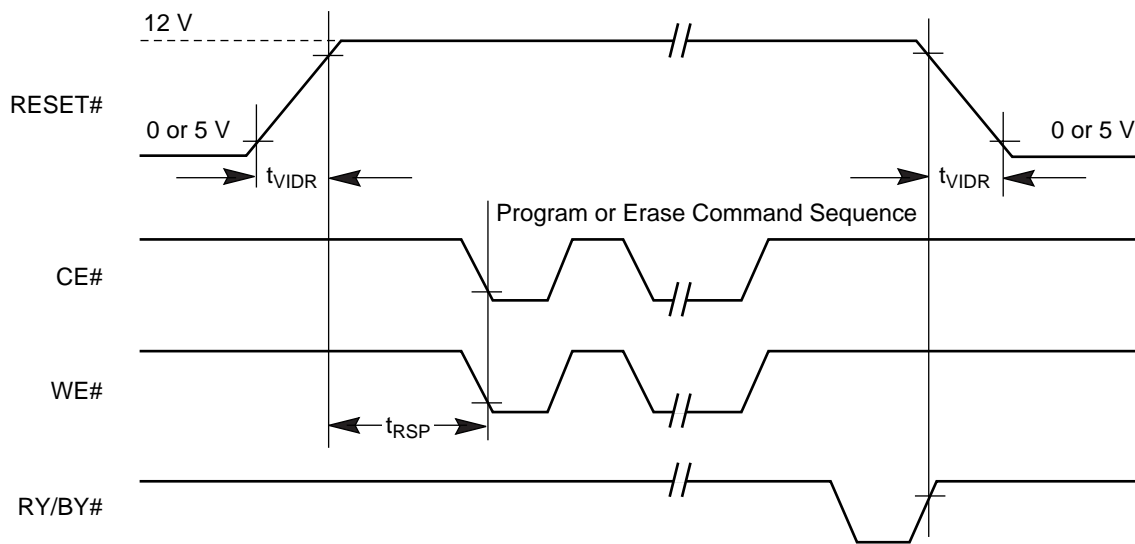 12 V
RESET#
0 or 5 V
0 or 5 V
tVIDR
tVIDR
Program or Erase Command Sequence
CE#
WE#
tRSP
RY/BY#